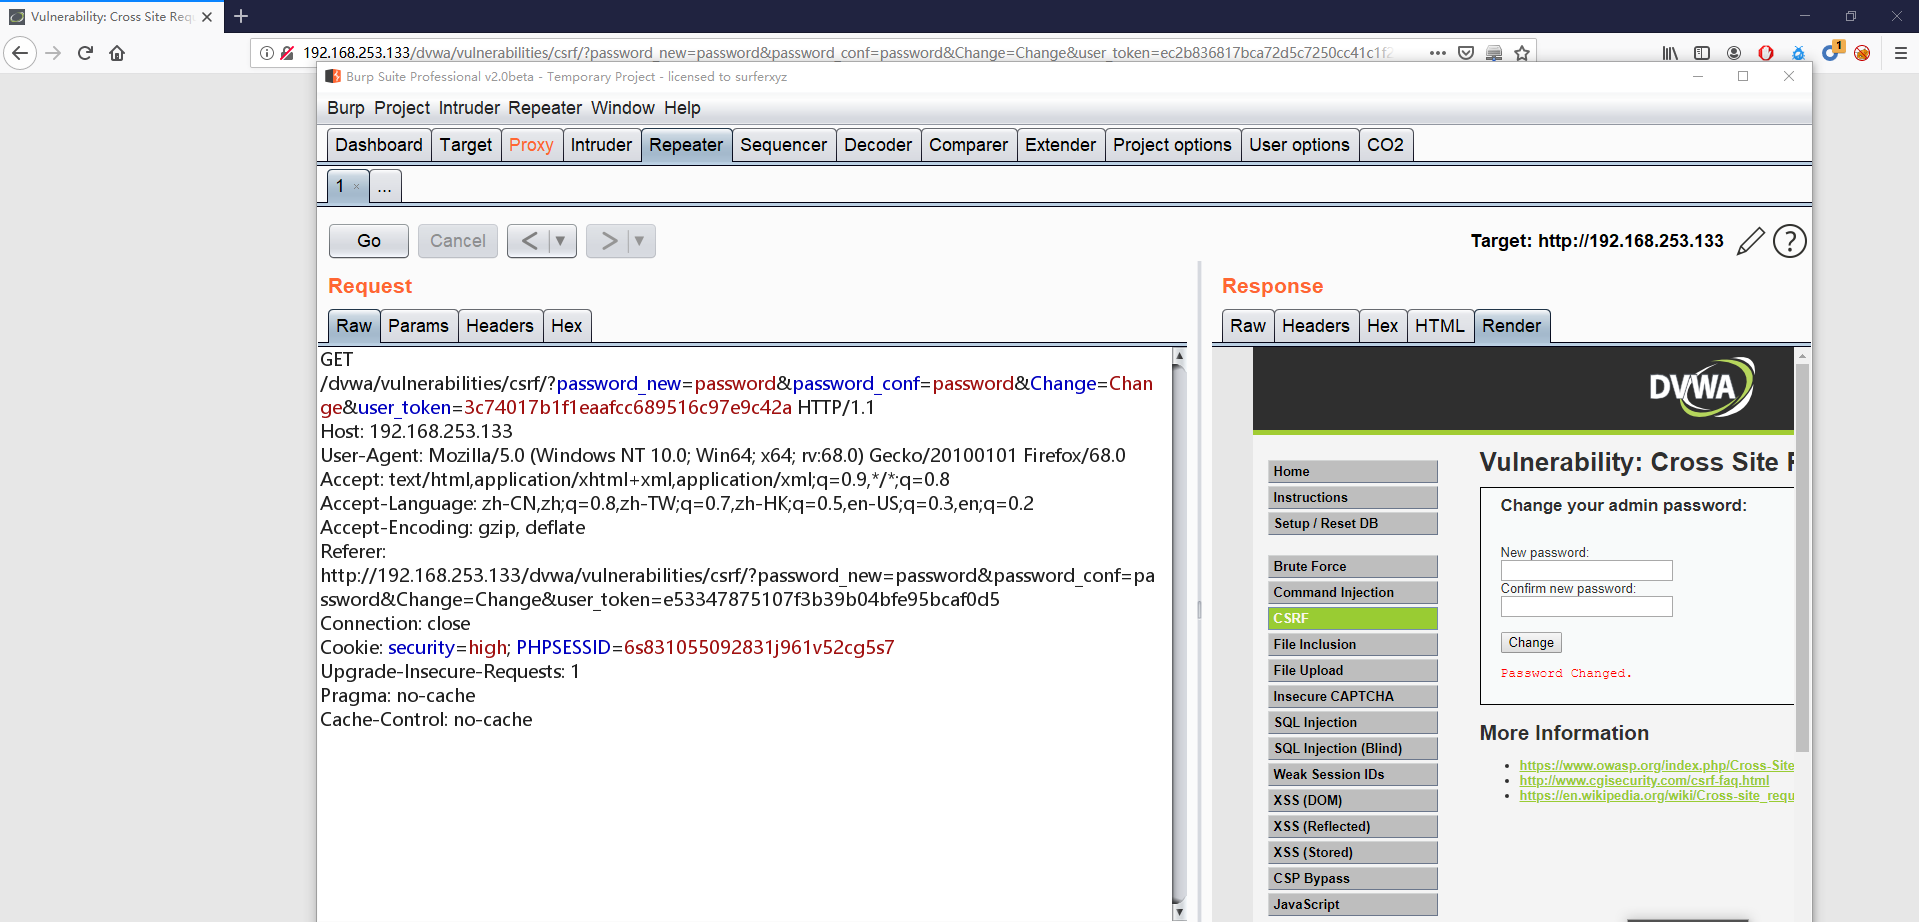 Vulnerability: Cross Site Req
192.168.253.133/dvwa/vulnerabilities/csrf/?password_new=password&password_conf=password&Change=Change&user_token=ec2b836817bca72d5c7250cc41c1f2
1
Burp Suite Professional v2.0beta - Temporary Project - licensed to surferxyz
Burp Project Intruder Repeater Window Help
Dashboard Target Proxy Intruder Repeater Sequencer Decoder Comparer Extender Project options User options CO2
1 × ...
Go Cancel < ▼ > ▼ Target: http://192.168.253.133 ?
Request
Raw Params Headers Hex
GET
/dvwa/vulnerabilities/csrf/?password_new=password&password_conf=password&Change=Chan
ge&user_token=3c74017b1f1eaafcc689516c97e9c42a HTTP/1.1
Host: 192.168.253.133
User-Agent: Mozilla/5.0 (Windows NT 10.0; Win64; x64; rv:68.0) Gecko/20100101 Firefox/68.0
Accept: text/html,application/xhtml+xml,application/xml;q=0.9,*/*;q=0.8
Accept-Language: zh-CN,zh;q=0.8,zh-TW;q=0.7,zh-HK;q=0.5,en-US;q=0.3,en;q=0.2
Accept-Encoding: gzip, deflate
Referer:
http://192.168.253.133/dvwa/vulnerabilities/csrf/?password_new=password&password_conf=pa
ssword&Change=Change&user_token=e53347875107f3b39b04bfe95bcaf0d5
Connection: close
Cookie: security=high; PHPSESSID=6s831055092831j961v52cg5s7
Upgrade-Insecure-Requests: 1
Pragma: no-cache
Cache-Control: no-cache
Response
Raw Headers Hex HTML Render
DVWA
Home
Instructions
Setup / Reset DB
Brute Force
Command Injection
CSRF
File Inclusion
File Upload
Insecure CAPTCHA
SQL Injection
SQL Injection (Blind)
Weak Session IDs
XSS (DOM)
XSS (Reflected)
XSS (Stored)
CSP Bypass
JavaScript
Vulnerability: Cross Site
Change your admin password:
New password:
Confirm new password:
Change
Password Changed.
More Information
https://www.owasp.org/index.php/Cross-Site
http://www.cgisecurity.com/csrf-faq.html
https://en.wikipedia.org/wiki/Cross-site_requ